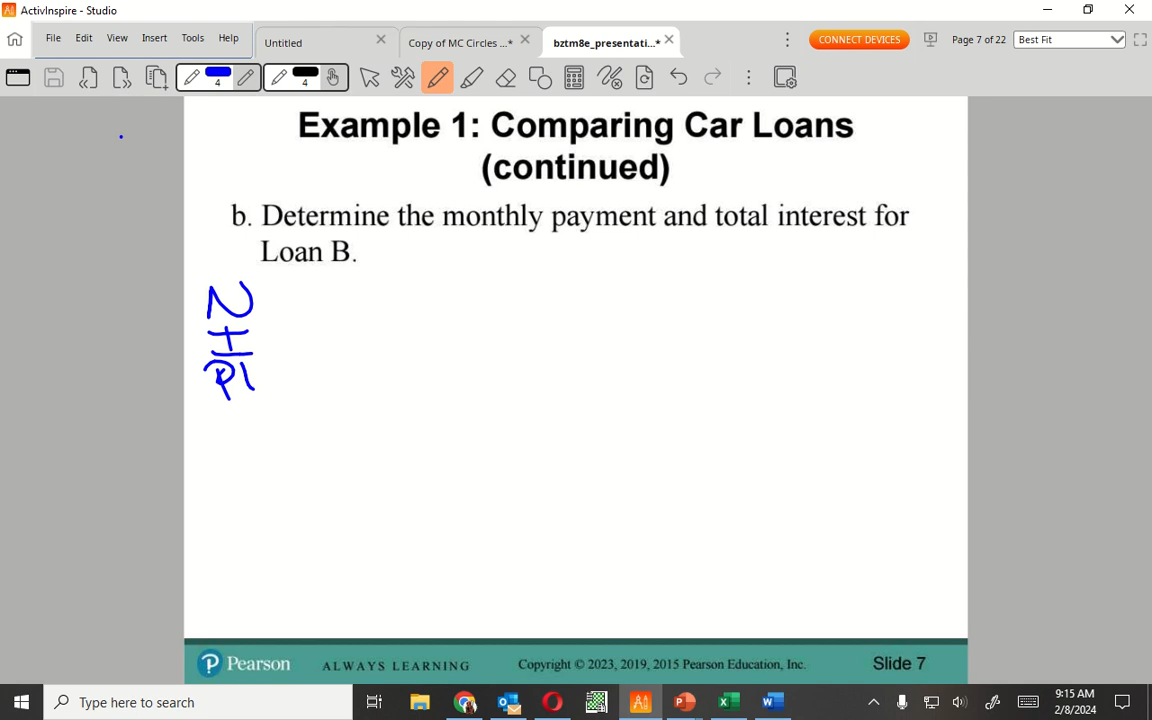 ActivInspire - Studio
File Edit View Insert Tools Help
Untitled
Copy of MC Circles ...*
bztm8e_presentati...*
CONNECT DEVICES
Page 7 of 22
Best Fit
4
4
Example 1: Comparing Car Loans
(continued)
b. Determine the monthly payment and total interest for
Loan B.
N
I
P Pearson
ALWAYS LEARNING
Copyright © 2023, 2019, 2015 Pearson Education, Inc.
Slide 7
Type here to search
9:15 AM
2/8/2024